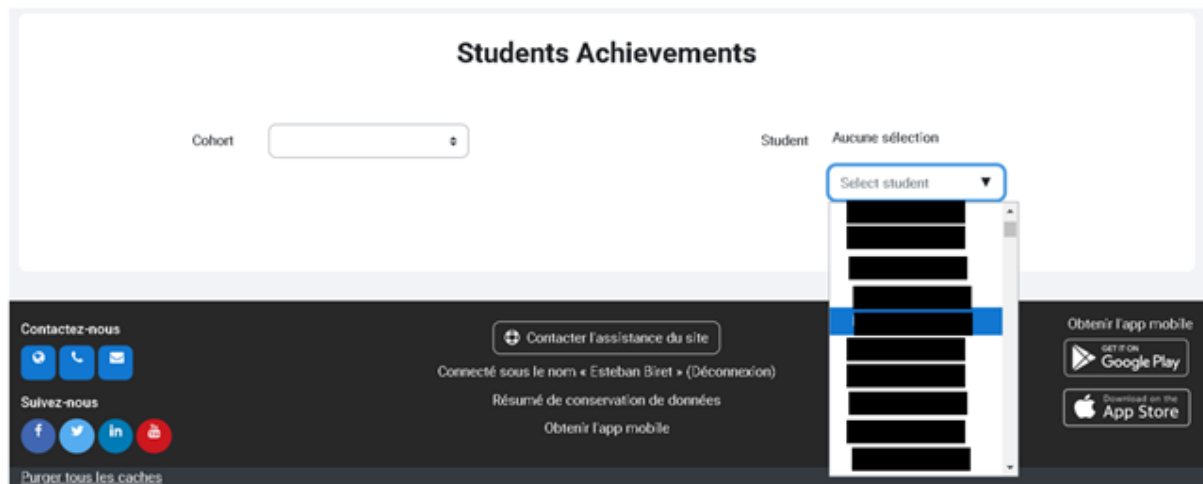 Students Achievements
Cohort
Student
Aucune sélection
Select student
Contactez-nous
Suivez-nous
Contacter l'assistance du site
Connecté sous le nom « Esteban Biret » (Déconnexion)
Résumé de conservation de données
Obtenir l'app mobile
Obtenir l'app mobile
GET IT ON
Google Play
Download on the
App Store
Purger tous les caches